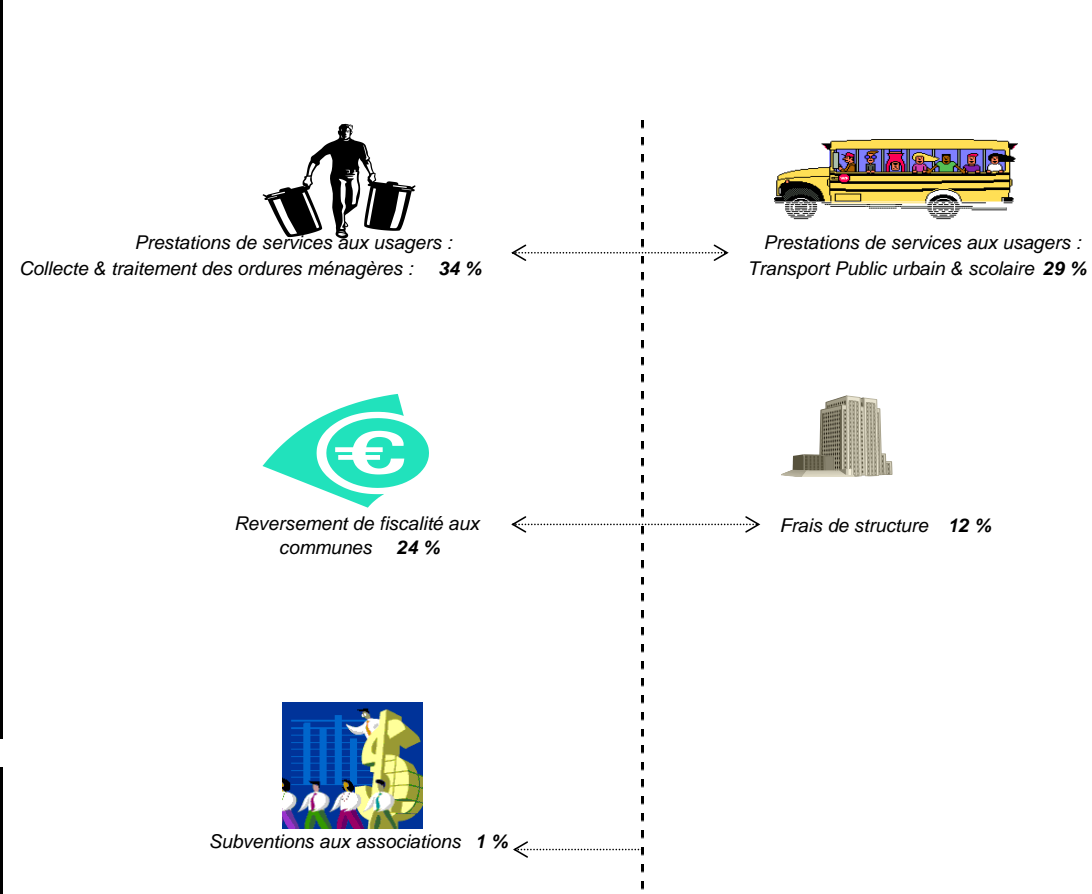 Prestations de services aux usagers :
Collecte & traitement des ordures ménagères : 34 %
Prestations de services aux usagers :
Transport Public urbain & scolaire 29 %
Reversement de fiscalité aux
communes 24 %
Frais de structure 12 %
Subventions aux associations 1 %